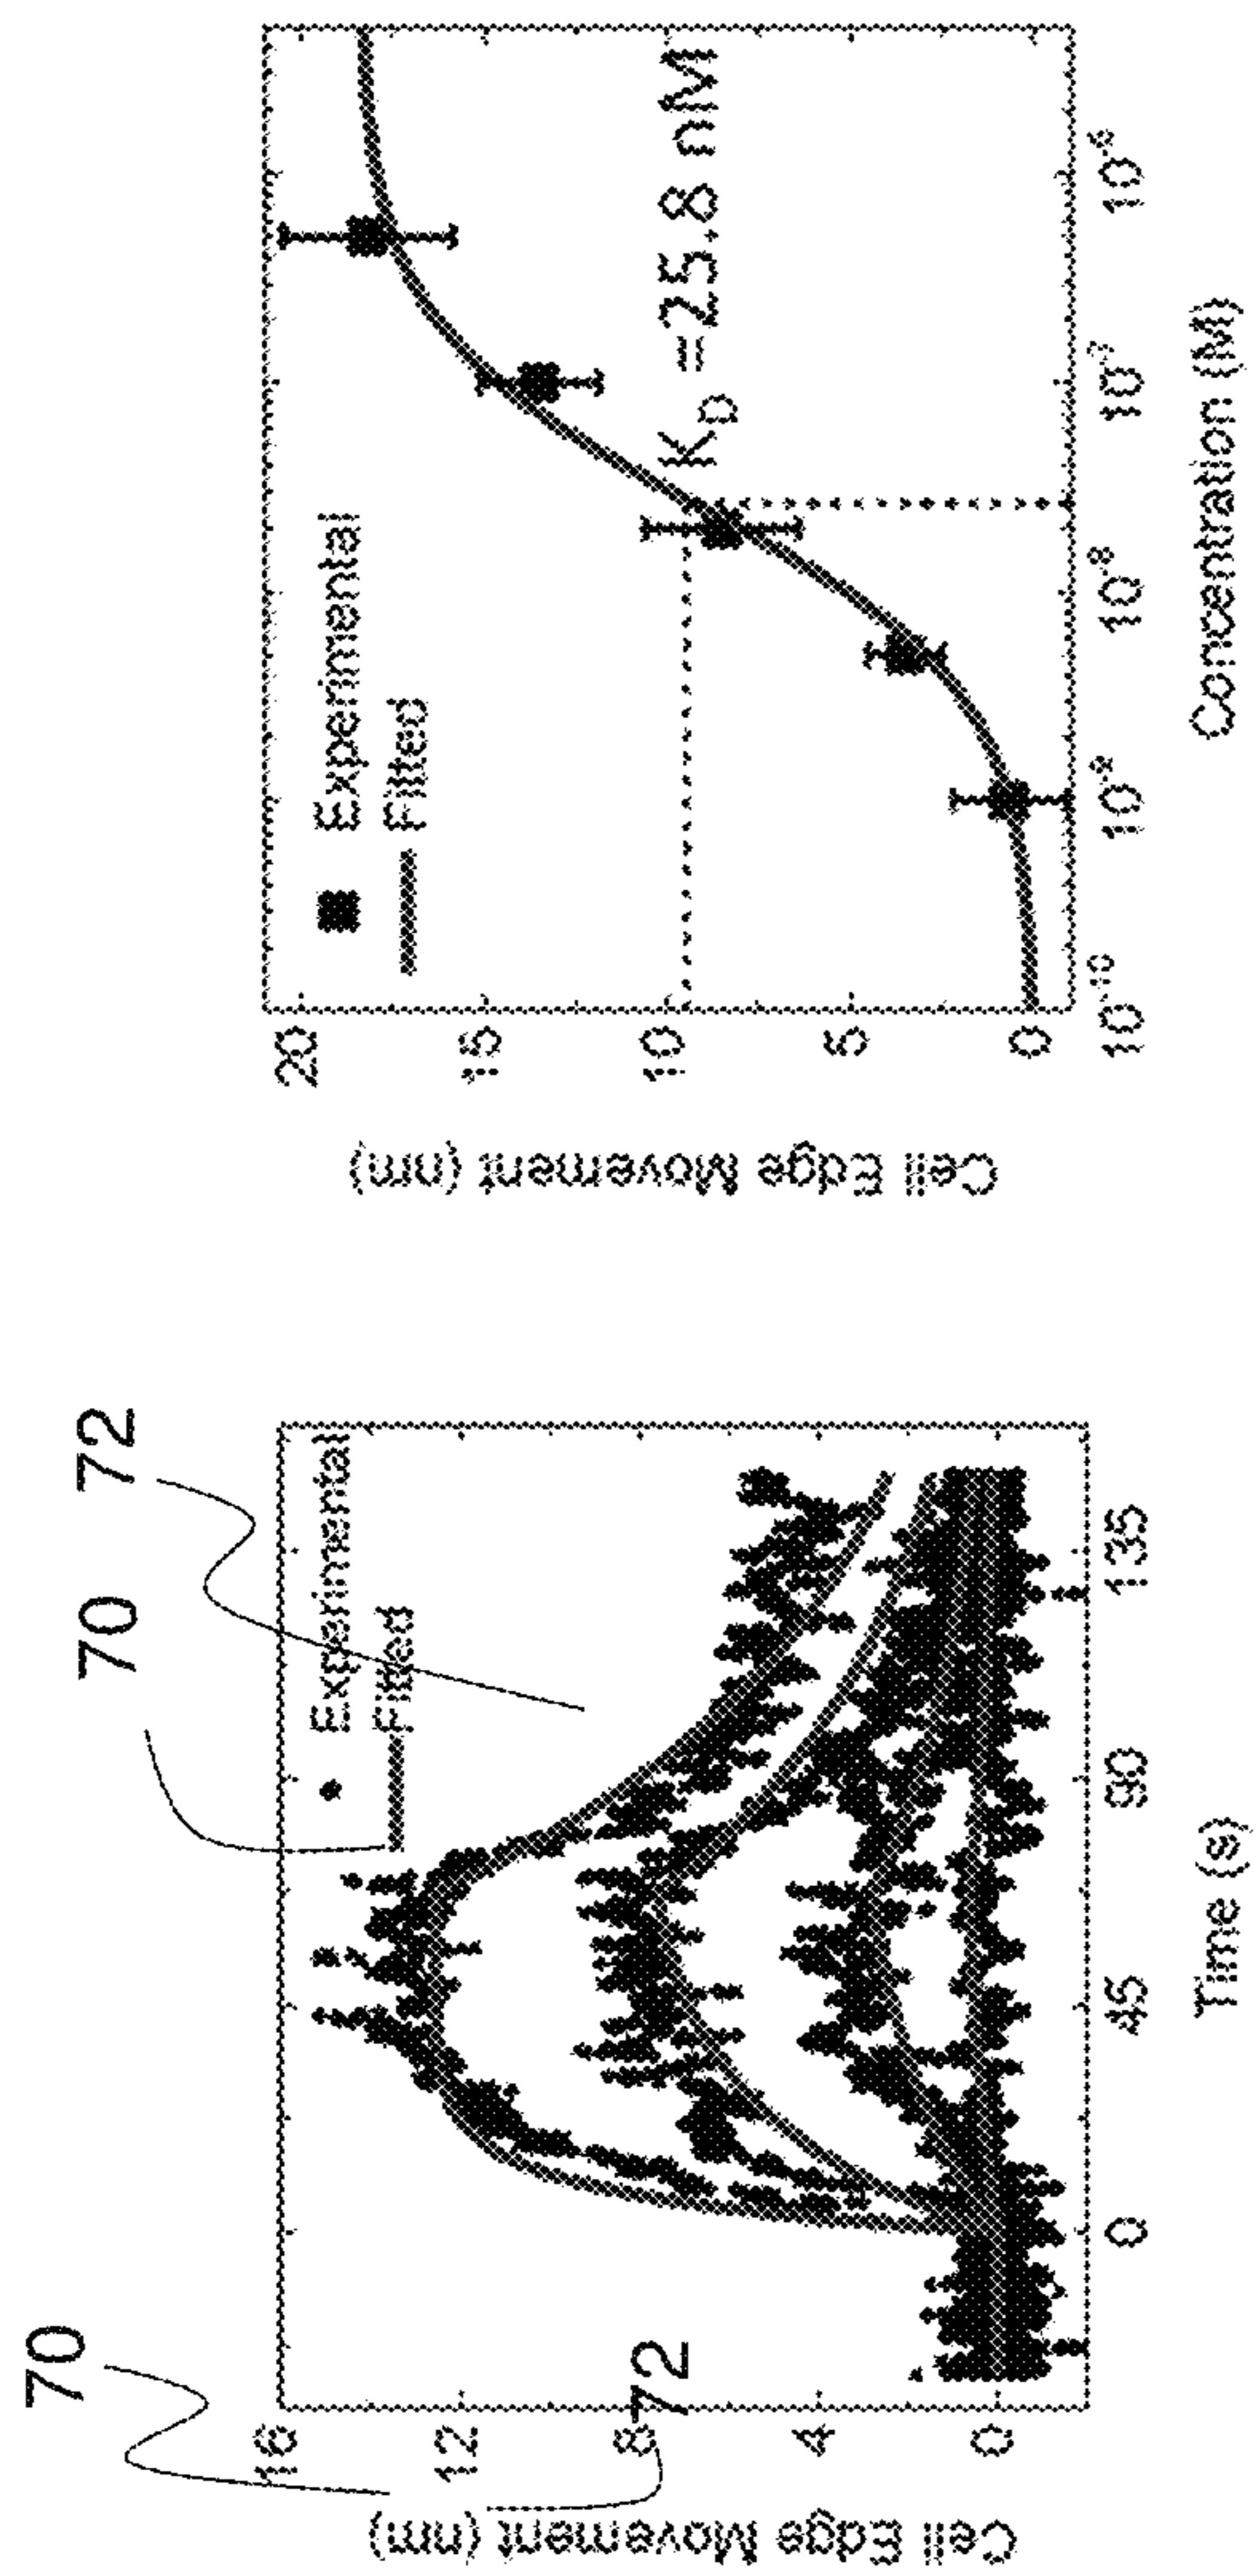 70
70
72
Cell Edge Movement (nm)
16
12
8
4
0
72
Experimental
Fitted
0
45
90
135
Time (s)
Cell Edge Movement (nm)
20
15
10
5
0
Experimental
Fitted
K_D =25.8 nM
10^-10
10^-9
10^-8
10^-7
10^-6
Concentration (M)